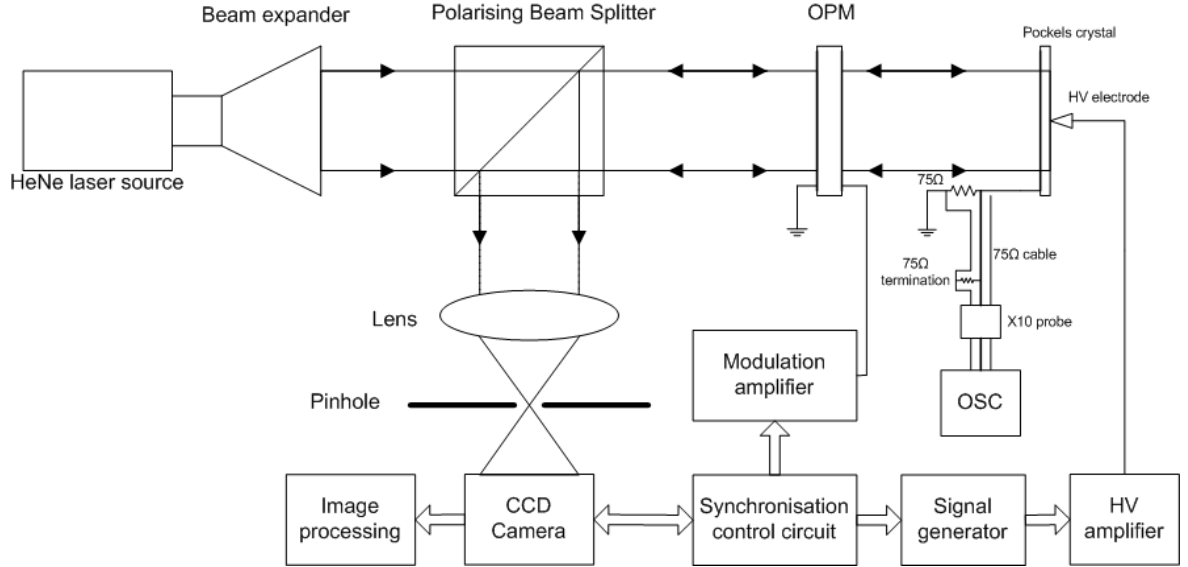 Beam expander
Polarising Beam Splitter
OPM
Pockels crystal
HV electrode
HeNe laser source
75Ω
75Ω
termination
75Ω cable
X10 probe
OSC
Lens
Modulation
amplifier
Pinhole
Image
processing
CCD
Camera
Synchronisation
control circuit
Signal
generator
HV
amplifier